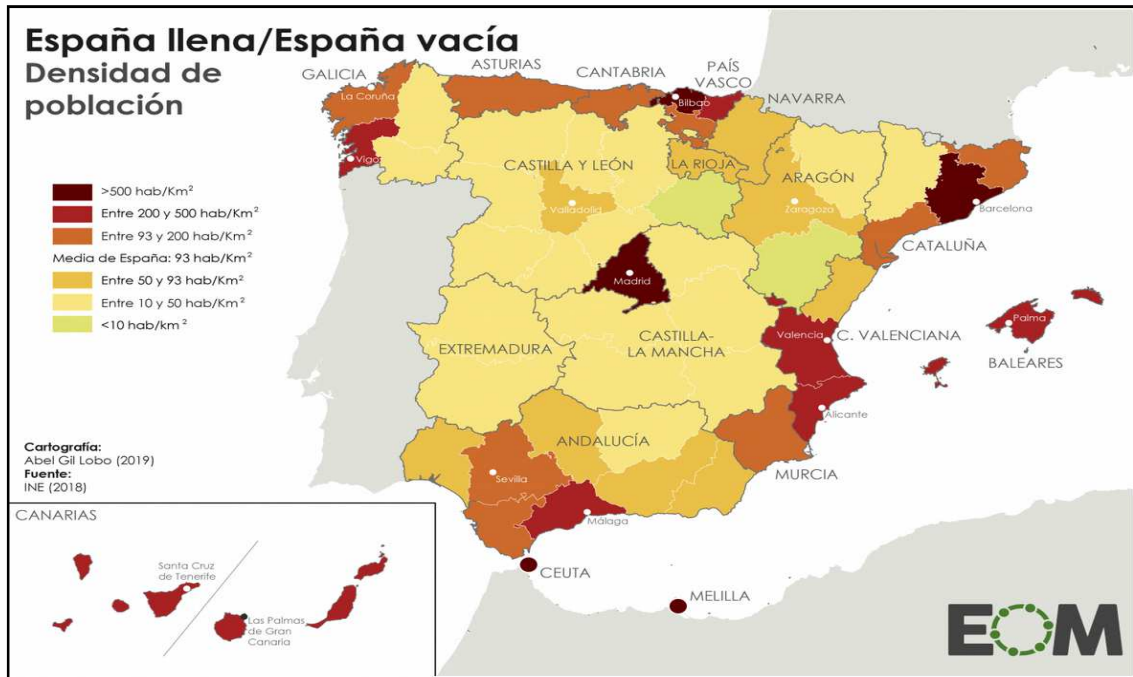 España llena/España vacía
Densidad de
población
>500 hab/Km²
Entre 200 y 500 hab/Km²
Entre 93 y 200 hab/Km²
Media de España: 93 hab/Km²
Entre 50 y 93 hab/Km²
Entre 10 y 50 hab/Km²
<10 hab/km²
GALICIA
ASTURIAS
CANTABRIA
PAÍS
VASCO
NAVARRA
La Coruña
Bilbao
Vigo
CASTILLA Y LEÓN
LA RIOJA
ARAGÓN
Valladolid
Zaragoza
Barcelona
CATALUÑA
Madrid
EXTREMADURA
CASTILLA-
LA MANCHA
Valencia
C. VALENCIANA
Palma
BALEARES
Alicante
ANDALUCÍA
MURCIA
Sevilla
Málaga
CEUTA
MELILLA
Cartografía:
Abel Gil Lobo (2019)
Fuente:
INE (2018)
CANARIAS
Santa Cruz
de Tenerife
Las Palmas
de Gran
Canaria
EOM